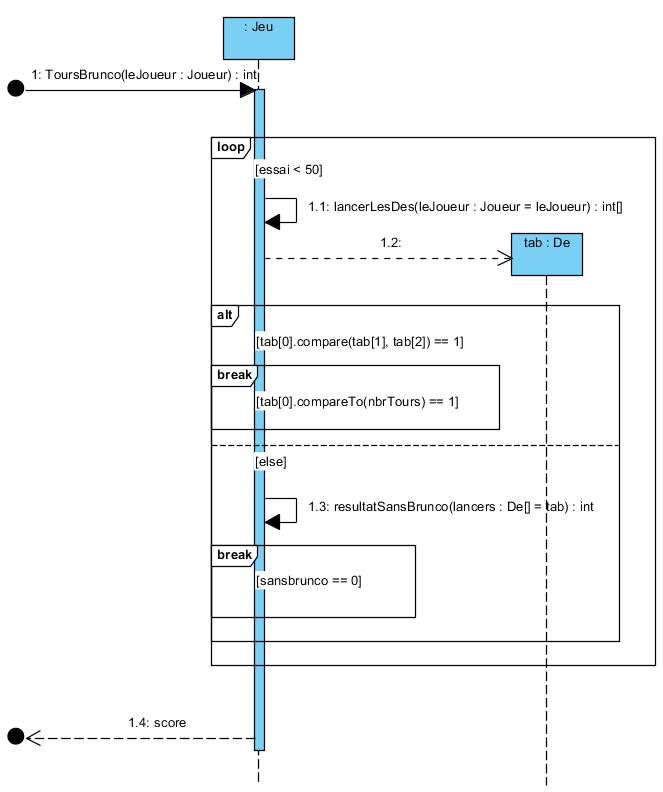 : Jeu
1: ToursBrunco(leJoueur : Joueur) : int
loop
[essai < 50]
1.1: lancerLesDes(leJoueur : Joueur = leJoueur) : int[]
1.2:
tab : De
alt
[tab[0].compare(tab[1], tab[2]) == 1]
break
[tab[0].compareTo(nbrTours) == 1]
[else]
1.3: resultatSansBrunco(lancers : De[] = tab) : int
break
[sansbrunco == 0]
1.4: score